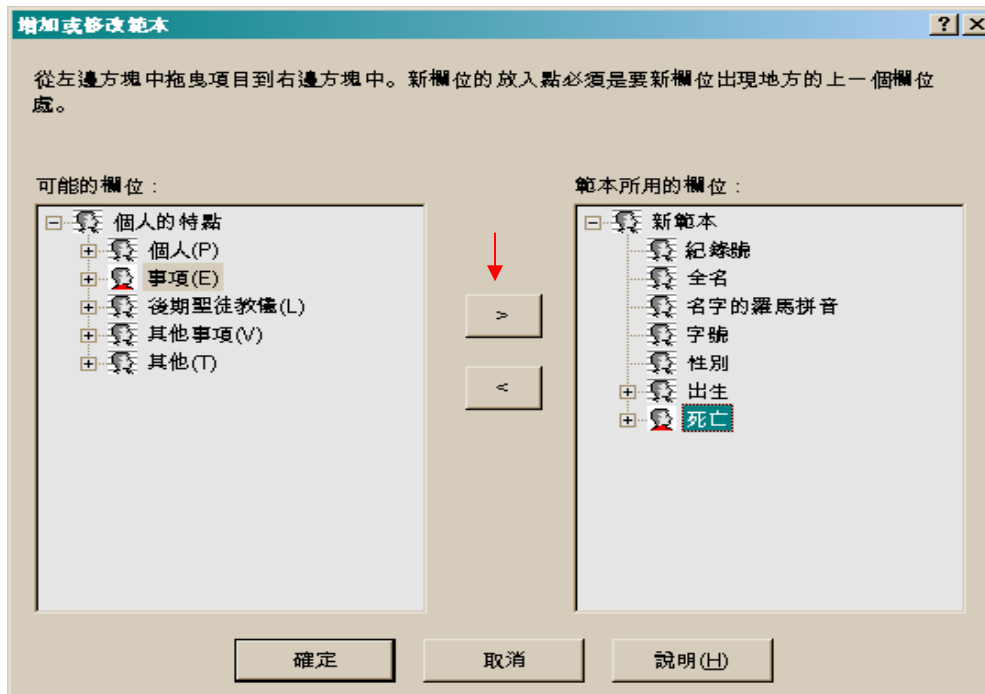 增加或修改範本
從左邊方塊中拖曳項目到右邊方塊中。新欄位的放入點必須是要新欄位出現地方的上一個欄位
處。
可能的欄位：
個人的特點
個人(P)
事項(E)
後期聖徒教儀(L)
其他事項(V)
其他(T)
>
<
範本所用的欄位：
新範本
紀錄號
全名
名字的羅馬拼音
字號
性別
出生
死亡
確定
取消
說明(H)